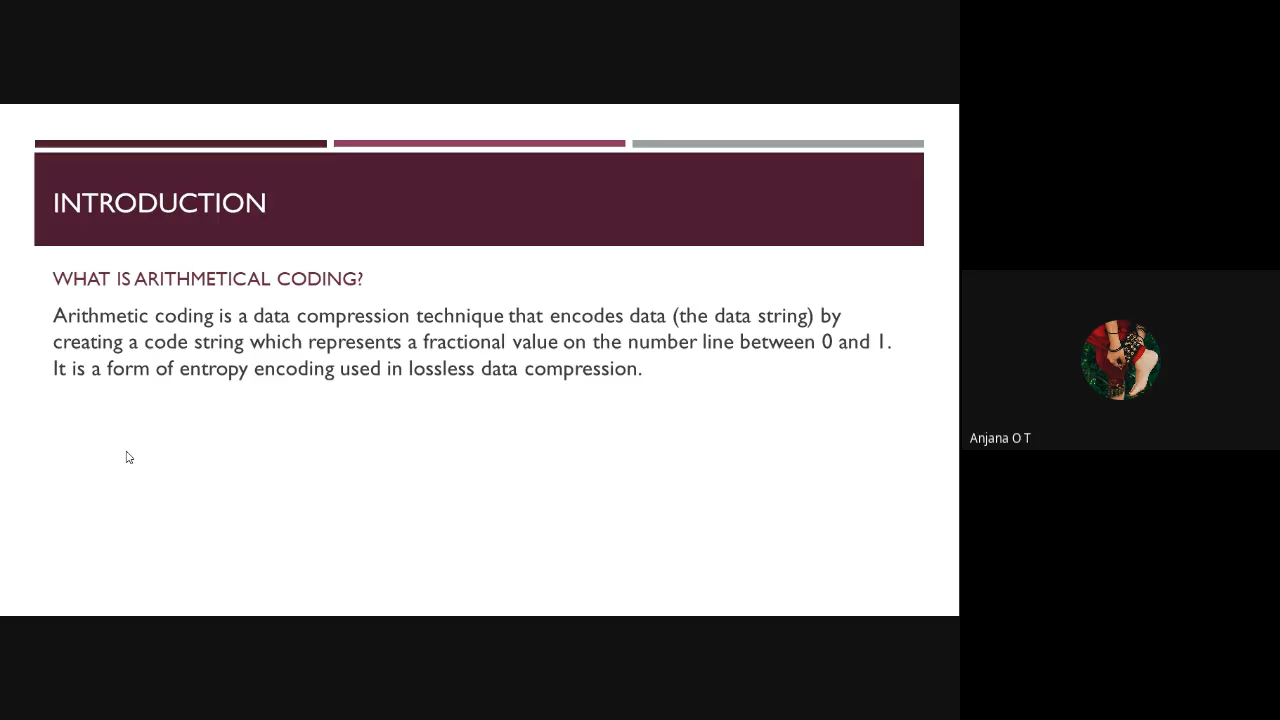 INTRODUCTION
WHAT IS ARITHMETICAL CODING?
Arithmetic coding is a data compression technique that encodes data (the data string) by
creating a code string which represents a fractional value on the number line between 0 and 1.
It is a form of entropy encoding used in lossless data compression.
Anjana O T